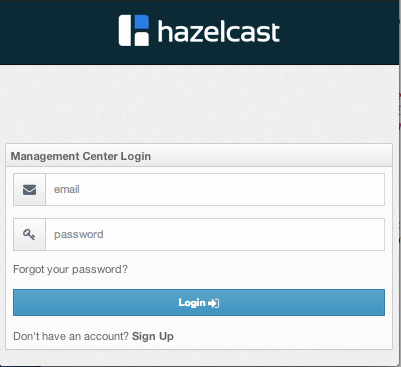 hazelcast
Management Center Login
email
password
Forgot your password?
Login
Don't have an account? Sign Up